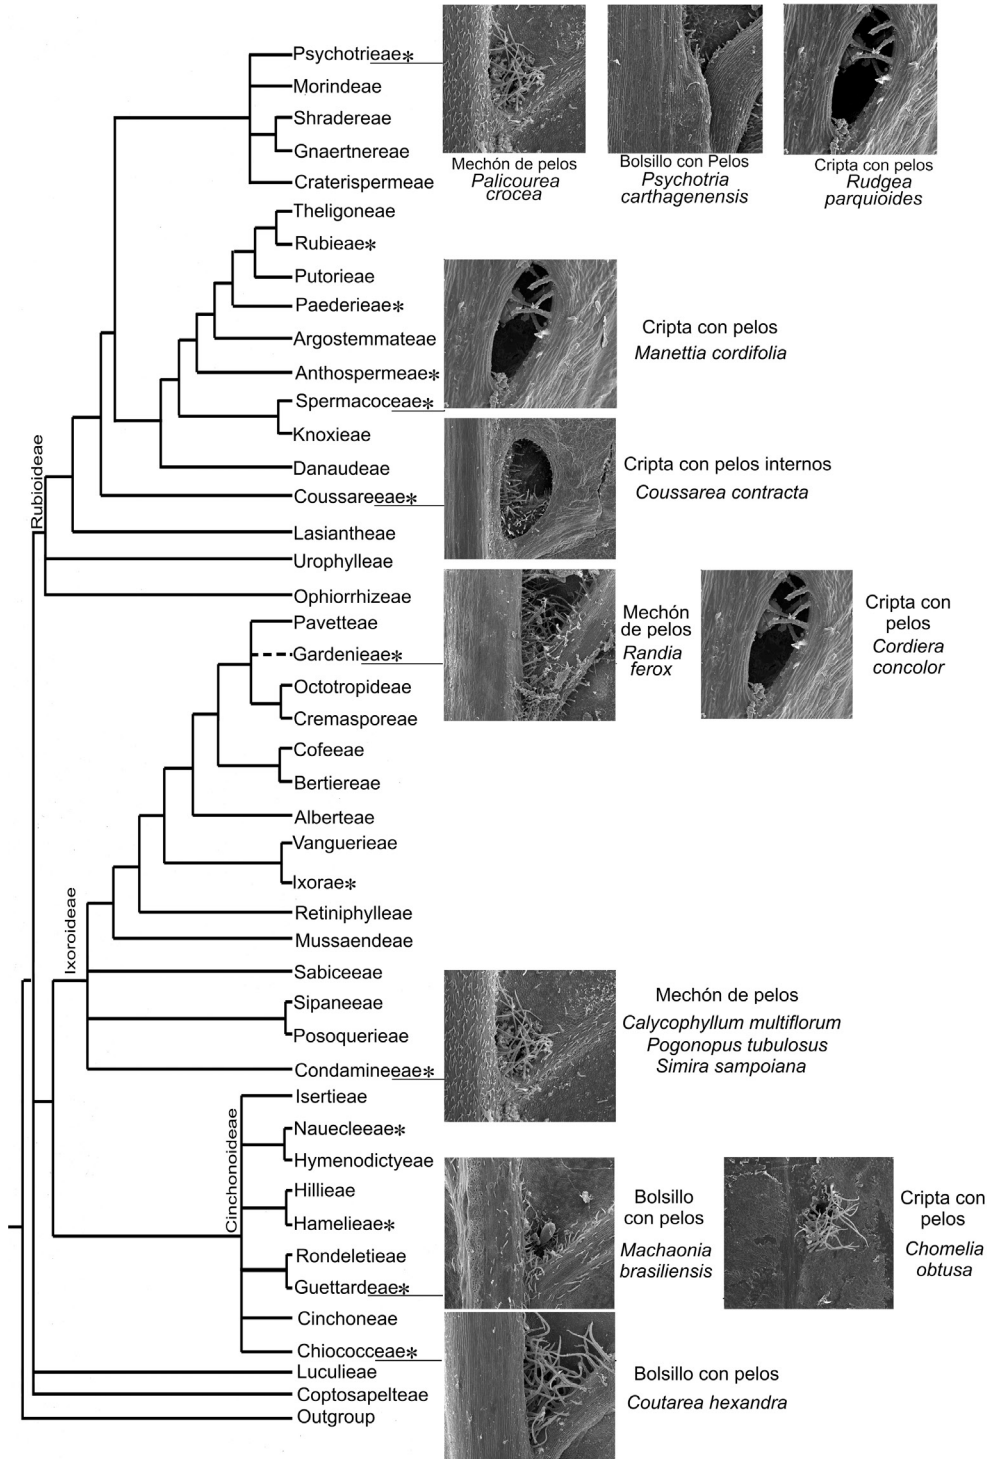 Psychotrieae*
Morindeae
Shradereae
Gnaertnereae
Craterispermeae
Theligoneae
Rubieae*
Putorieae
Paederieae*
Argostemmateae
Anthospermeae*
Spermacoceae*
Knoxieae
Danaudeae
Coussareeae*
Lasiantheae
Urophylleae
Ophiorrhizeae
Pavetteae
Gardenieae*
Octotropideae
Cremasporeae
Cofeeae
Bertiereae
Alberteae
Vanguerieae
Ixorae*
Retiniphylleae
Mussaendeae
Sabiceeae
Sipaneeae
Posoquerieae
Condamineeae*
Isertieae
Nauecleeae*
Hymenodictyeae
Hillieae
Hamelieae*
Rondeletieae
Guettardeae*
Cinchoneae
Chiococceae*
Luculieae
Coptosapelteae
Outgroup
Rubioideae
Ixoroideae
Cinchonoideae
Mechón de pelos
Palicourea
crocea
Bolsillo con Pelos
Psychotria
carthagenensis
Cripta con pelos
Rudgea
parquioides
Cripta con pelos
Manettia cordifolia
Cripta con pelos internos
Coussarea contracta
Mechón
de pelos
Randia
ferox
Cripta con
pelos
Cordiera
concolor
Mechón de pelos
Calycophyllum multiflorum
Pogonopus tubulosus
Simira sampoiana
Bolsillo
con pelos
Machaonia
brasiliensis
Cripta con
pelos
Chomelia
obtusa
Bolsillo con pelos
Coutarea hexandra